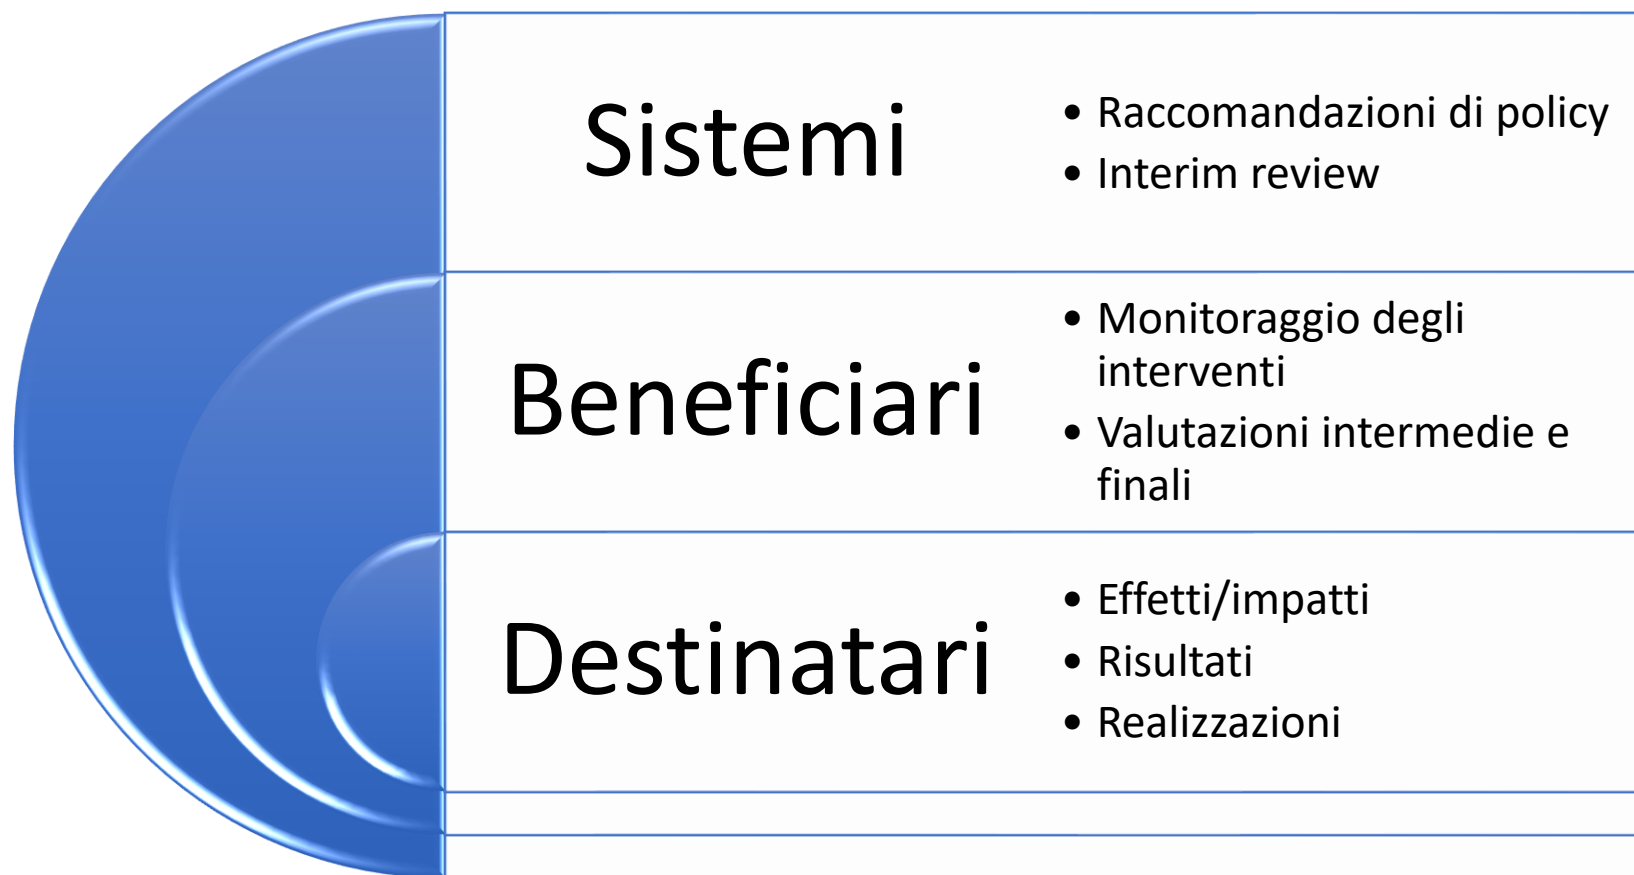 Sistemi
• Raccomandazioni di policy
• Interim review
Beneficiari
• Monitoraggio degli
interventi
• Valutazioni intermedie e
finali
Destinatari
• Effetti/impatti
• Risultati
• Realizzazioni